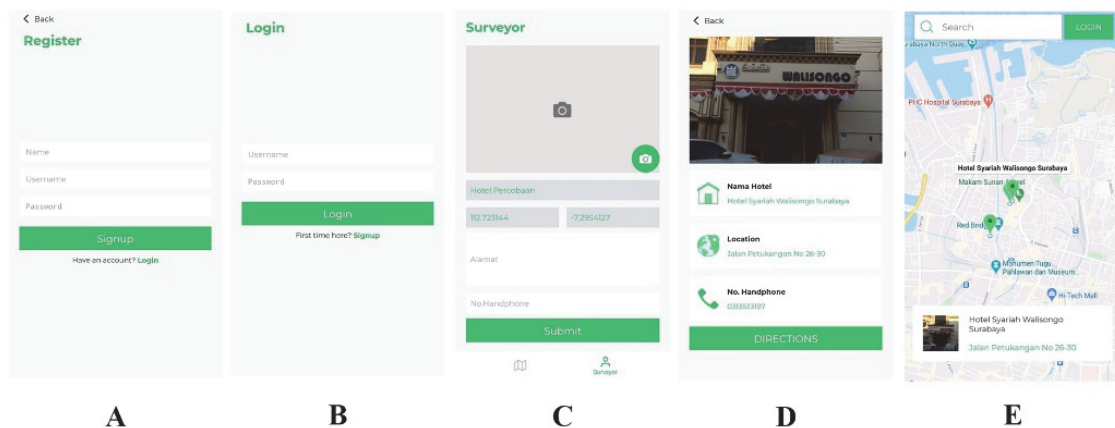 Back
Register
Name
Username
Password
Signup
Have an account? Login
A
Login
Username
Password
Login
First time here? Signup
B
Surveyor
Hotel Percobaan
112.723144
-7.2954127
Alamat
No.Handphone
Submit
Surveyor
C
Back
WALISONGO
Nama Hotel
Hotel Syariah Walisongo Surabaya
Location
Jalan Petukangan No 26-30
No. Handphone
DIRECTIONS
D
Search
LOGIN
PHC Hospital Surabaya
Hotel Syariah Walisongo Surabaya
Makam Sunan
Monumen Tugu
Pahlawan dan Museum...
Hi-Tech Mall
Hotel Syariah Walisongo
Surabaya
Jalan Petukangan No 26-30
E